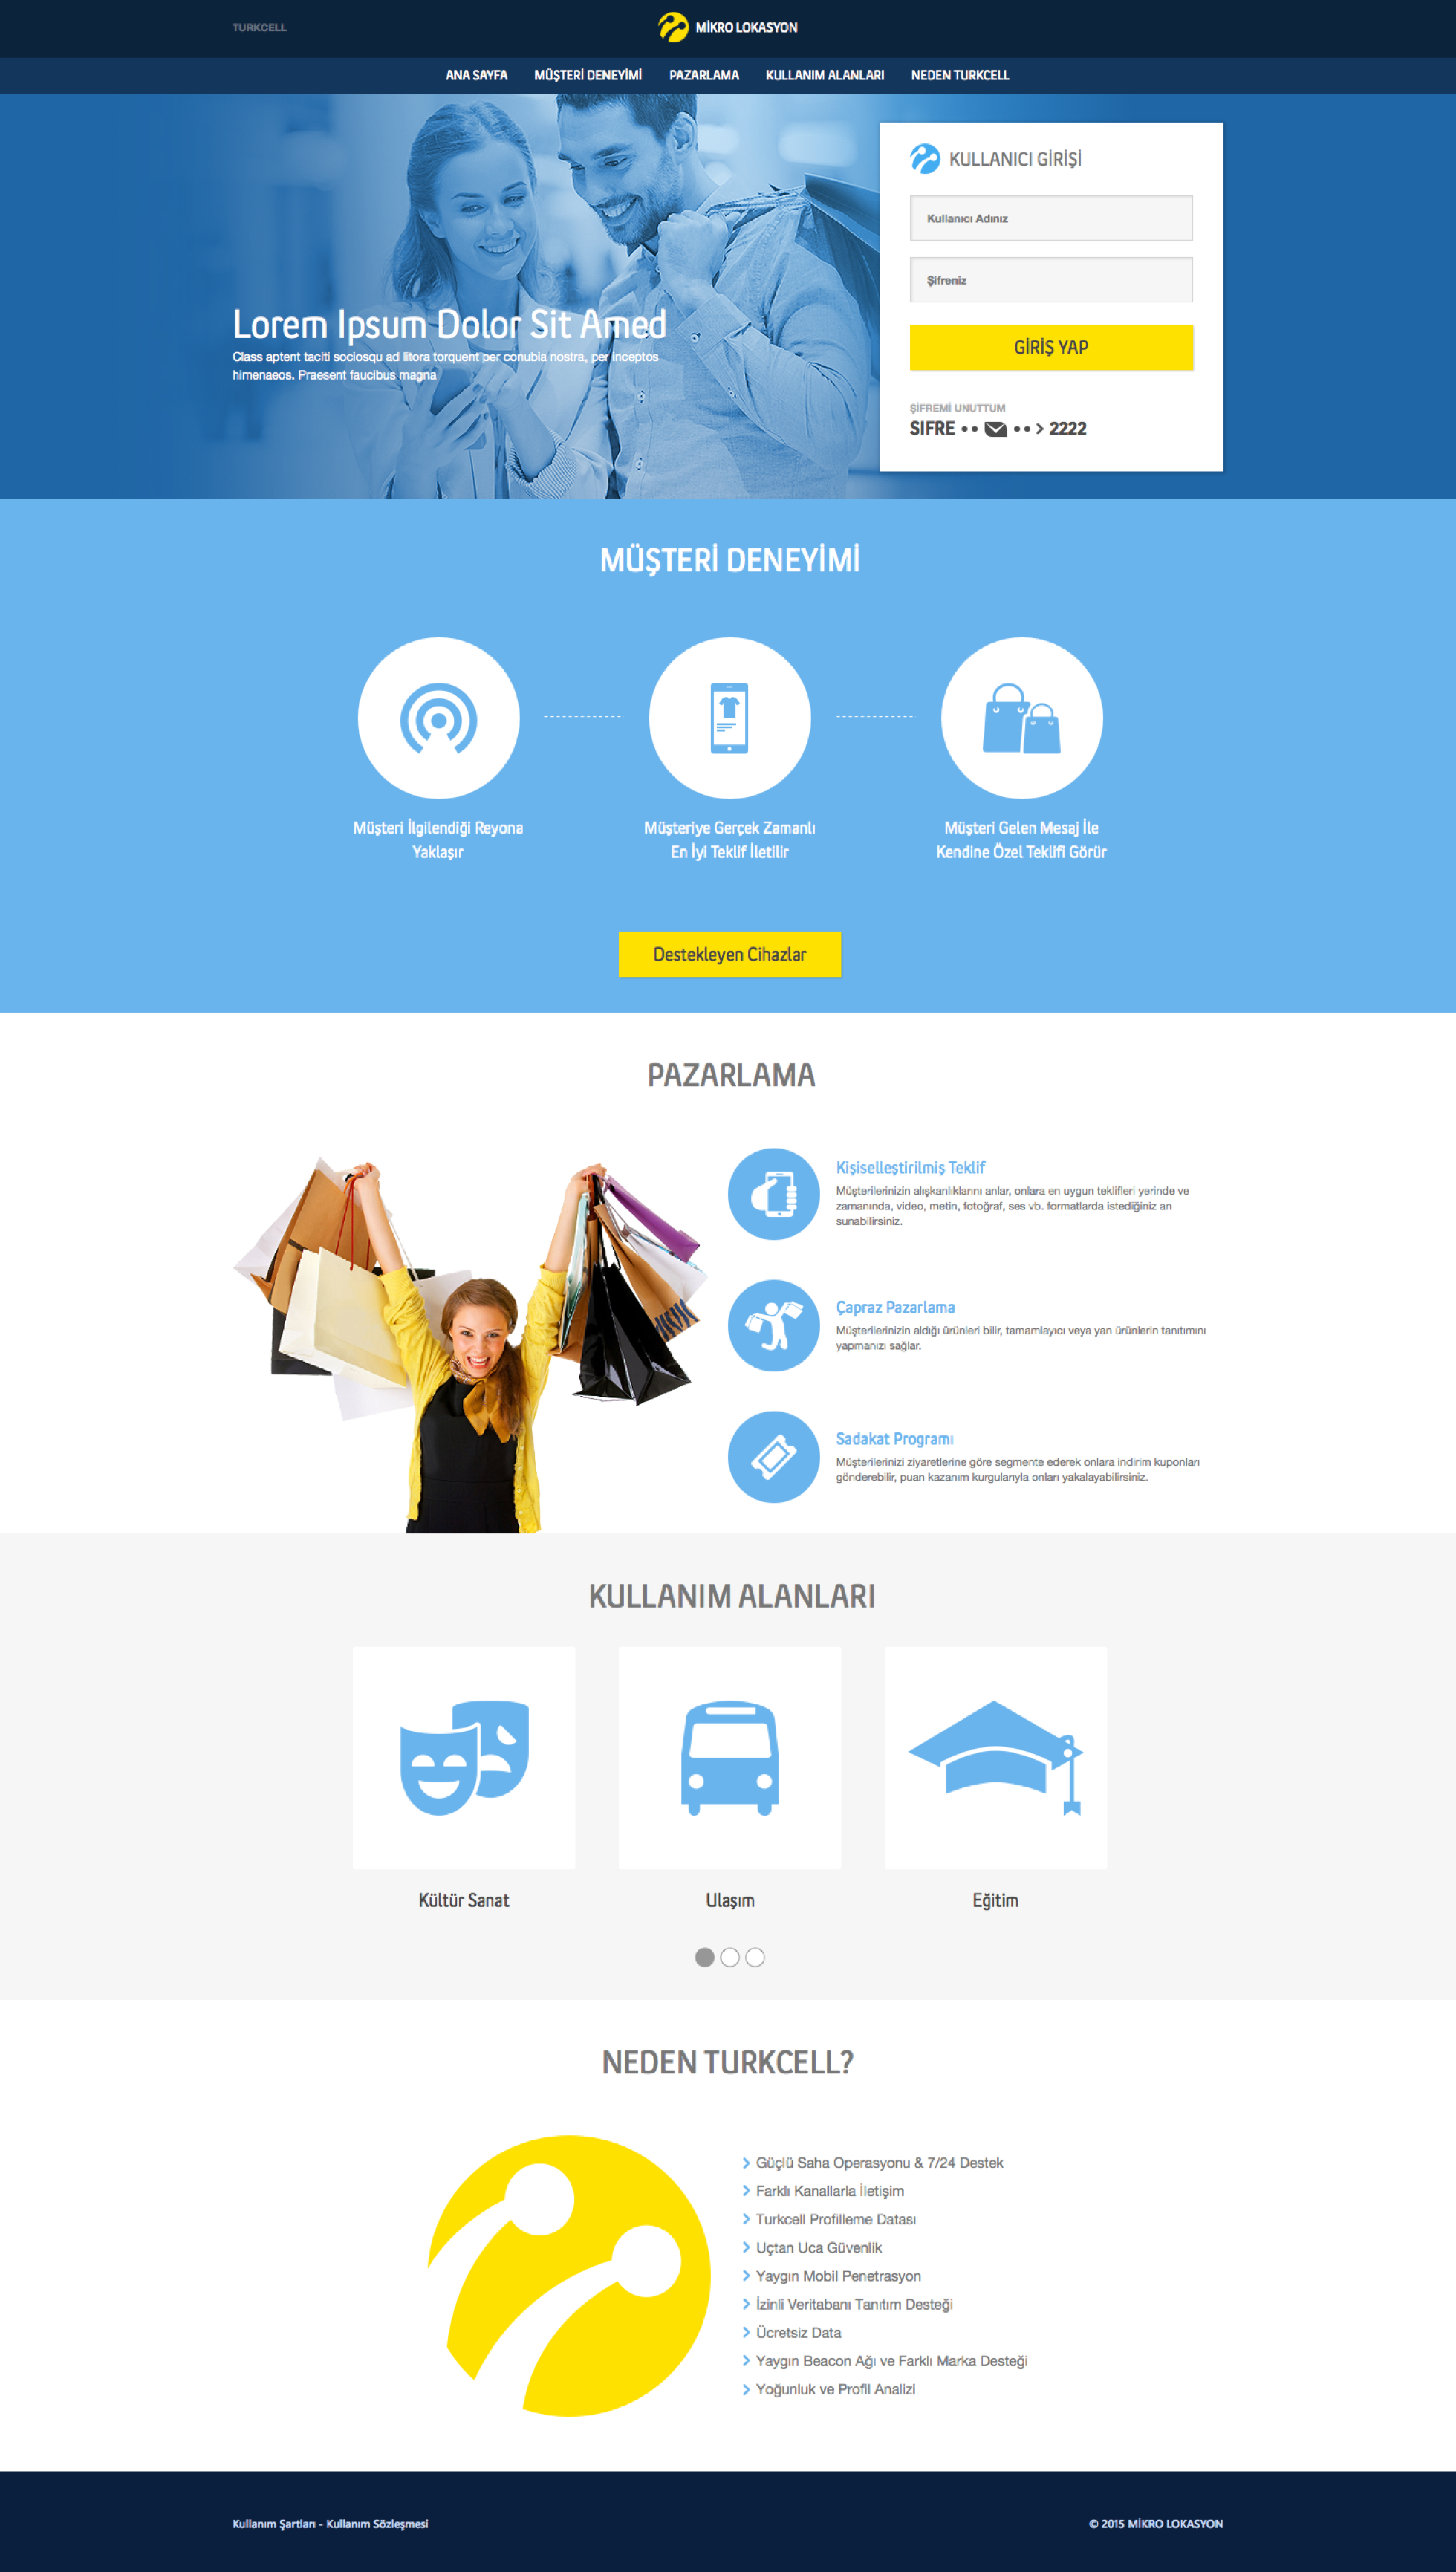 TURKCELL
MİKRO LOKASYON
ANA SAYFA MÜŞTERİ DENEYİMİ PAZARLAMA KULLANIM ALANLARI NEDEN TURKCELL
Lorem Ipsum Dolor Sit Amed
Class aptent taciti sociosqu ad litora torquent per conubia nostra, per inceptos
himenaeos. Praesent faucibus magna
KULLANICI GİRİŞİ
Kullanıcı Adınız
Şifreniz
GİRİŞ YAP
ŞİFREMİ UNUTTUM
SIFRE •• ••> 2222
MÜŞTERİ DENEYİMİ
Müşteri İlgilendiği Reyona
Yaklaşır
Müşteriye Gerçek Zamanlı
En İyi Teklif İletilir
Müşteri Gelen Mesaj İle
Kendine Özel Teklifi Görür
Destekleyen Cihazlar
PAZARLAMA
Kişiselleştirilmiş Teklif
Müşterilerinizin alışkanlıklarını anlar, onlara en uygun teklifleri yerinde ve
zamanında, video, metin, fotoğraf, ses vb. formatlarda istediğiniz an
sunabilirsiniz.
Çapraz Pazarlama
Müşterilerinizin aldığı ürünleri bilir, tamamlayıcı veya yan ürünlerin tanıtımını
yapmanızı sağlar.
Sadakat Programı
Müşterilerinizi ziyaretlerine göre segmente ederek onlara indirim kuponları
gönderebilir, puan kazanım kurgularıyla onları yakalayabilirsiniz.
KULLANIM ALANLARI
Kültür Sanat
Ulaşım
Eğitim
NEDEN TURKCELL?
> Güçlü Saha Operasyonu & 7/24 Destek
> Farklı Kanallarla İletişim
> Turkcell Profilleme Datası
> Uçtan Uca Güvenlik
> Yaygın Mobil Penetrasyon
> İzinli Veritabanı Tanıtım Desteği
> Ücretsiz Data
> Yaygın Beacon Ağı ve Farklı Marka Desteği
> Yoğunluk ve Profil Analizi
Kullanım Şartları - Kullanım Sözleşmesi
© 2015 MİKRO LOKASYON